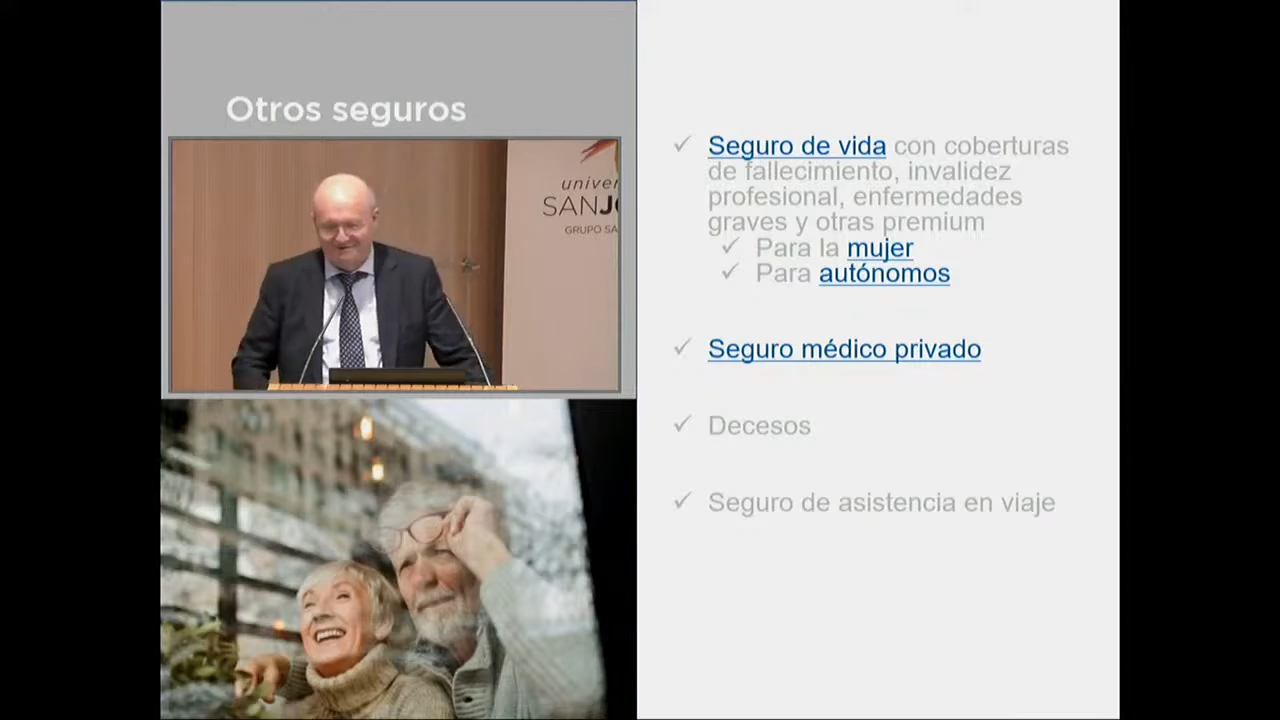 Otros seguros
univer
SANJO
GRUPO SA
Seguro de vida con coberturas
de fallecimiento, invalidez
profesional, enfermedades
graves y otras premium
Para la mujer
Para autónomos
Seguro médico privado
Decesos
Seguro de asistencia en viaje